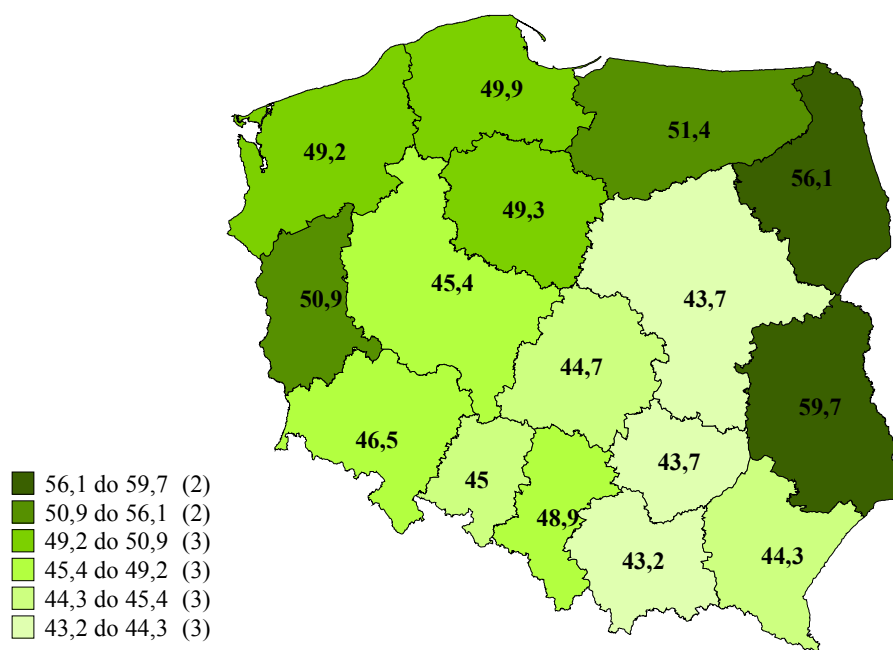 49,9
51,4
49,2
56,1
49,3
45,4
50,9
43,7
44,7
59,7
46,5
43,7
45
48,9
43,2
44,3
56,1 do 59,7 (2)
50,9 do 56,1 (2)
49,2 do 50,9 (3)
45,4 do 49,2 (3)
44,3 do 45,4 (3)
43,2 do 44,3 (3)